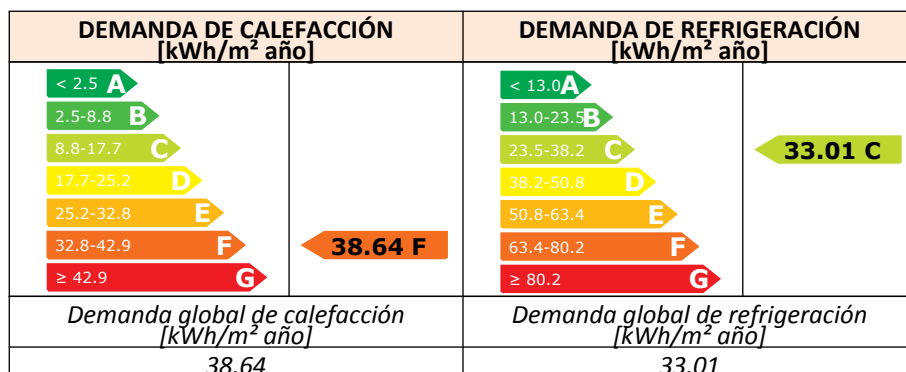 DEMANDA DE CALEFACCIÓN
[kWh/m² año]
< 2.5 A
2.5-8.8 B
8.8-17.7 C
17.7-25.2 D
25.2-32.8 E
32.8-42.9 F
≥ 42.9 G
38.64 F
Demanda global de calefacción
[kWh/m² año]
38.64
DEMANDA DE REFRIGERACIÓN
[kWh/m² año]
< 13.0 A
13.0-23.5 B
23.5-38.2 C
38.2-50.8 D
50.8-63.4 E
63.4-80.2 F
≥ 80.2 G
33.01 C
Demanda global de refrigeración
[kWh/m² año]
33.01